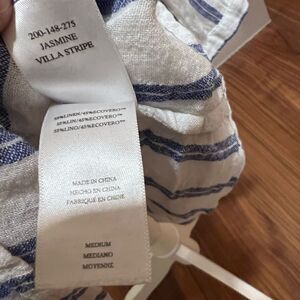 200-148-275
JASMINE
VILLA STRIPE
55%LINEN/45%ECOVERO™
55%LIN/45%ECOVERO™
55%LINO/45%ECOVERO™
MADE IN CHINA
HECHO EN CHINA
FABRIQUE EN CHINE
MEDIUM
MEDIANO
MOYENNE